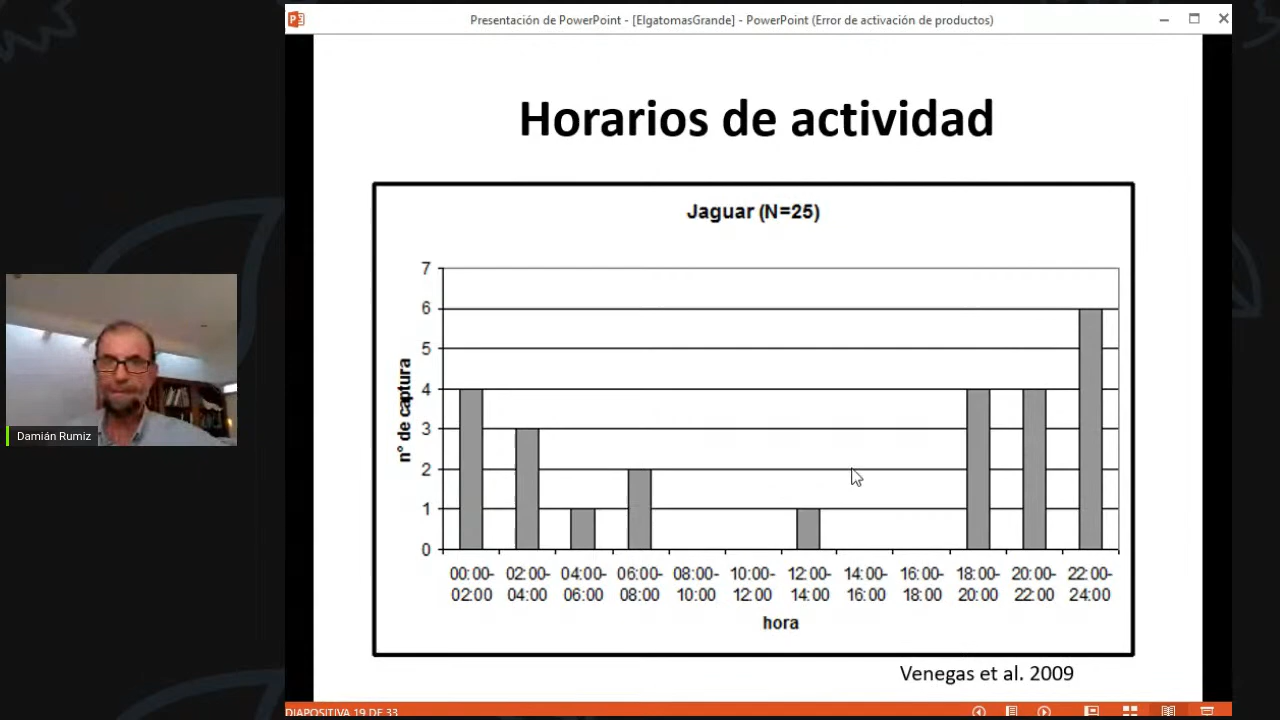 Presentación de PowerPoint - [ElgatomasGrande] - PowerPoint (Error de activación de productos)
Horarios de actividad
Jaguar (N=25)
7
6
5
4
3
2
1
0
n° de captura
00:00-02:00
02:00-04:00
04:00-06:00
06:00-08:00
08:00-10:00
10:00-12:00
12:00-14:00
14:00-16:00
16:00-18:00
18:00-20:00
20:00-22:00
22:00-24:00
hora
Venegas et al. 2009
Damián Rumiz
DIAPOSITIVA 19 DE 33